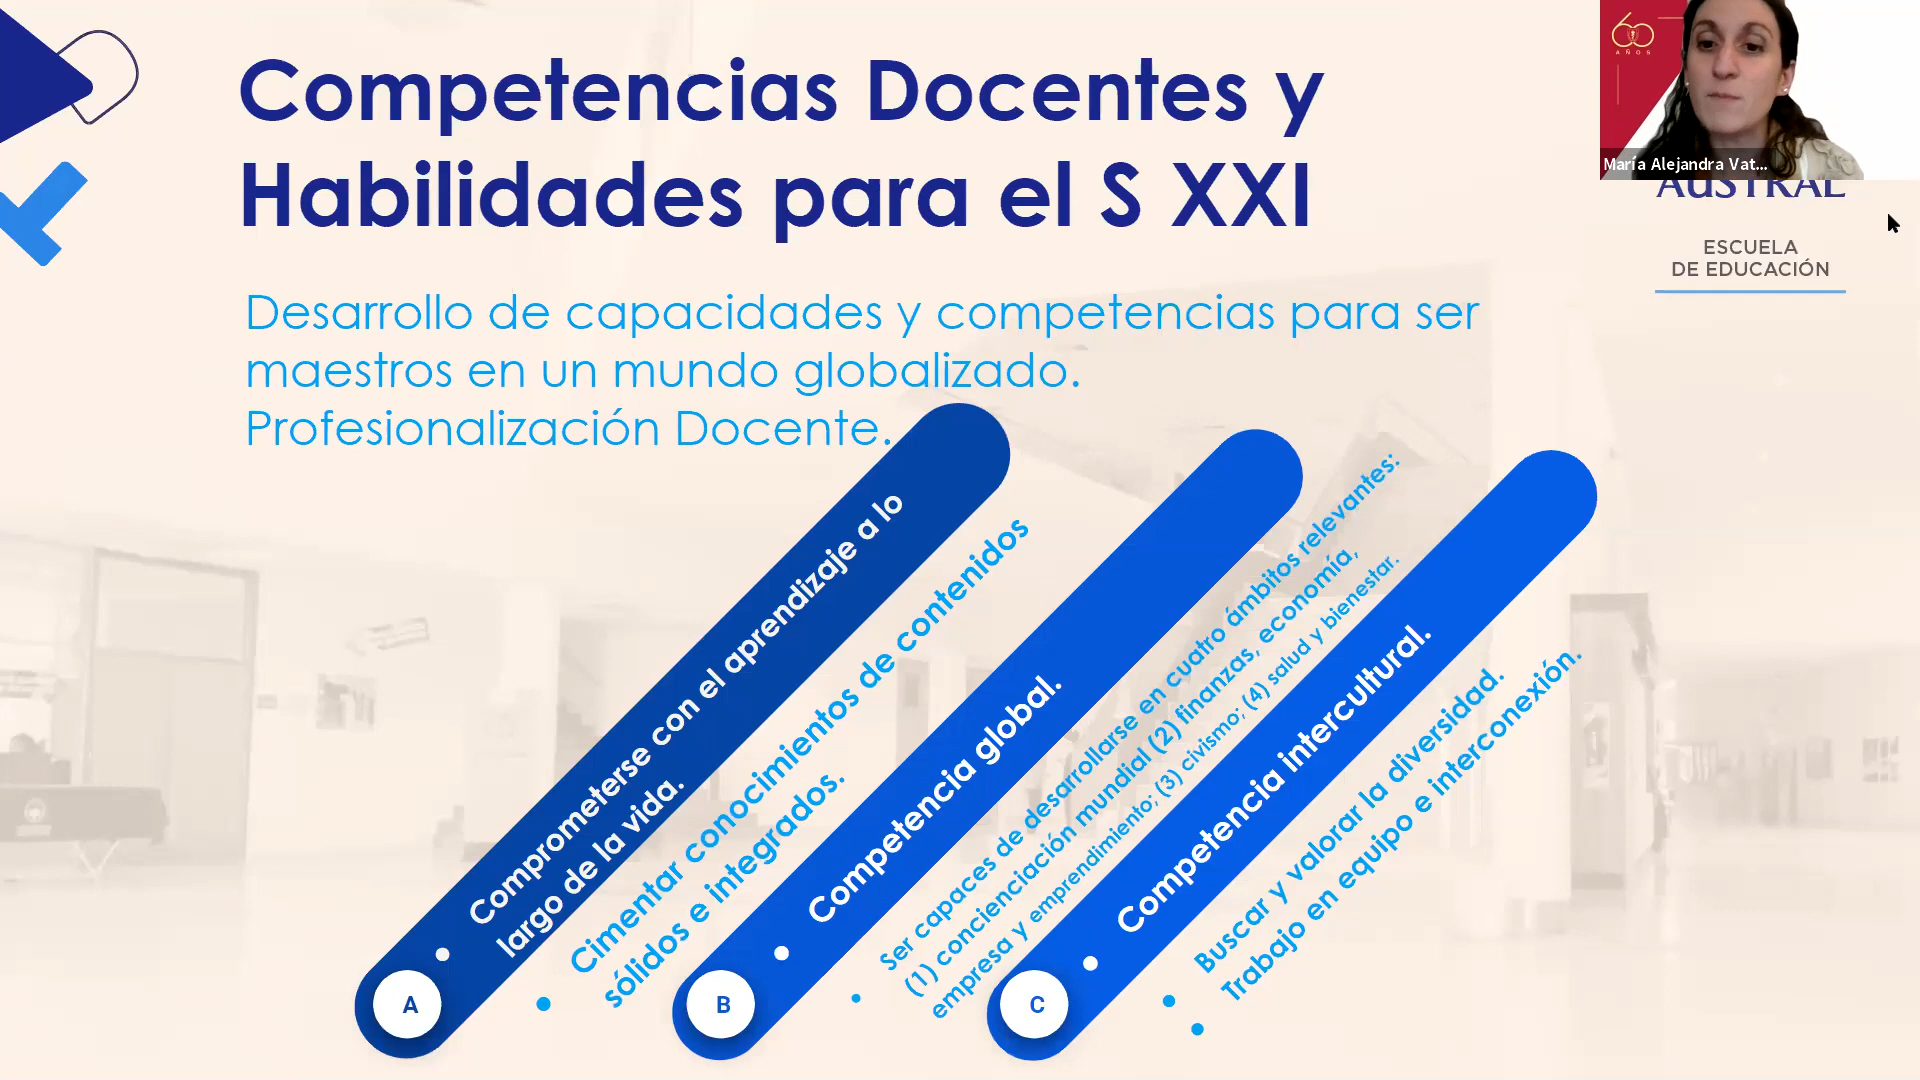 Competencias Docentes y
Habilidades para el S XXI
60
AÑOS
María Alejandra Vat...
AUSTRAL
ESCUELA
DE EDUCACIÓN
Desarrollo de capacidades y competencias para ser
maestros en un mundo globalizado.
Profesionalización Docente.
A
• Comprometerse con el aprendizaje a lo
largo de la vida.
• Cimentar conocimientos de contenidos
sólidos e integrados.
B
• Competencia global.
• Ser capaces de desarrollarse en cuatro ámbitos relevantes:
(1) concienciación mundial (2) finanzas, economía,
empresa y emprendimiento; (3) civismo; (4) salud y bienestar.
C
• Competencia intercultural.
• Buscar y valorar la diversidad.
• Trabajo en equipo e interconexión.